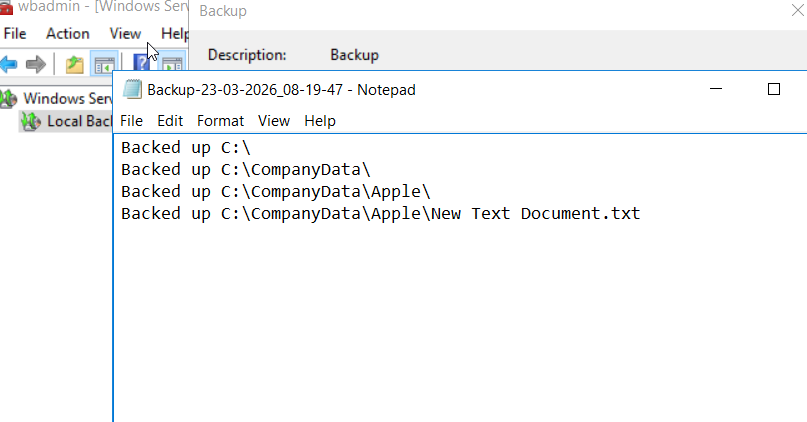 wbadmin - [Windows Serv
Backup
File Action View Help
Description: Backup
Backup-23-03-2026_08-19-47 - Notepad
Windows Serv
Local Bac
File Edit Format View Help
Backed up C:\
Backed up C:\CompanyData\
Backed up C:\CompanyData\Apple\
Backed up C:\CompanyData\Apple\New Text Document.txt